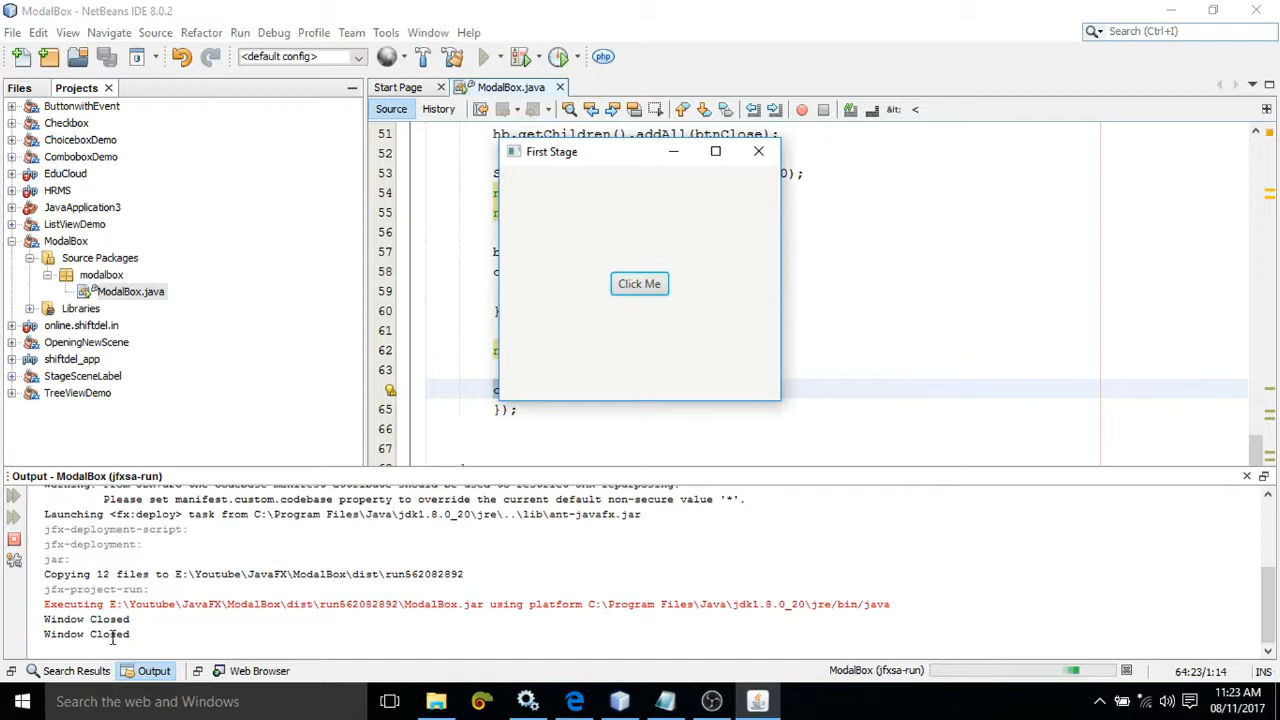 ModalBox - NetBeans IDE 8.0.2
File Edit View Navigate Source Refactor Run Debug Profile Team Tools Window Help
Search (Ctrl+I)
<default config>
php
Files Projects
Start Page ModalBox.java
Source History
ButtonwithEvent
Checkbox
ChoiceboxDemo
ComboboxDemo
EduCloud
HRMS
JavaApplication3
ListViewDemo
ModalBox
Source Packages
modalbox
ModalBox.java
Libraries
online.shiftdel.in
OpeningNewScene
shiftdel_app
StageSceneLabel
TreeViewDemo
51 hb.getChildren().addAll(btnClose);
52
53 S 0);
54
55
56
57 b
58 c
59
60 }
61
62
63
65 });
66
67
First Stage
Click Me
Output - ModalBox (jfxsa-run)
Please set manifest.custom.codebase property to override the current default non-secure value '*'.
Launching <fx:deploy> task from C:\Program Files\Java\jdk1.8.0_20\jre\..\lib\ant-javafx.jar
jfx-deployment-script:
jfx-deployment:
jar:
Copying 12 files to E:\Youtube\JavaFX\ModalBox\dist\run562082892
jfx-project-run:
Executing E:\Youtube\JavaFX\ModalBox\dist\run562082892\ModalBox.jar using platform C:\Program Files\Java\jdk1.8.0_20\jre/bin/java
Window Closed
Window Closed
Search Results Output Web Browser
ModalBox (jfxsa-run)
64:23/1:14 INS
Search the web and Windows
11:23 AM
08/11/2017